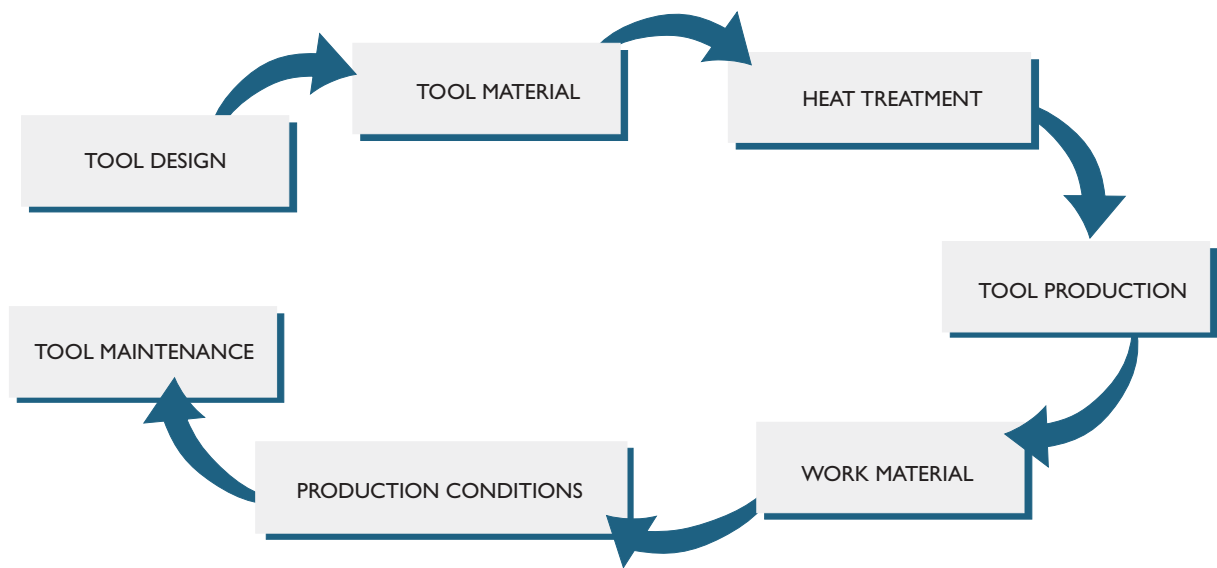 TOOL DESIGN
TOOL MATERIAL
HEAT TREATMENT
TOOL PRODUCTION
WORK MATERIAL
PRODUCTION CONDITIONS
TOOL MAINTENANCE